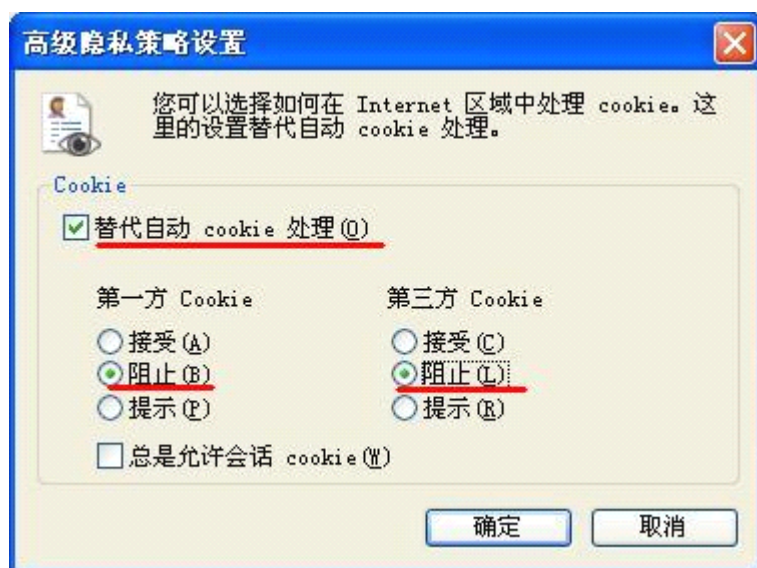 高级隐私策略设置
您可以选择如何在 Internet 区域中处理 cookie。这
里的设置替代自动 cookie 处理。
Cookie
替代自动 cookie 处理(O)
第一方 Cookie 第三方 Cookie
接受(A) 接受(C)
阻止(B) 阻止(L)
提示(P) 提示(R)
总是允许会话 cookie(W)
确定 取消